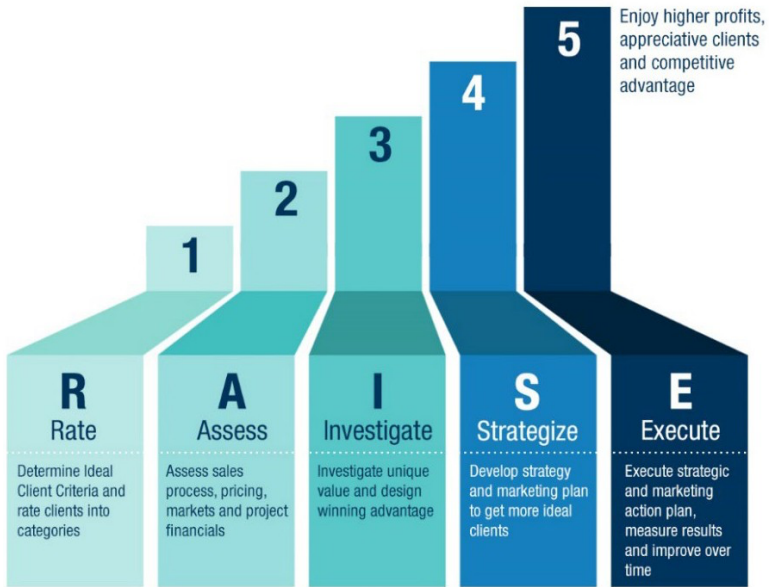 1
2
3
4
5
Enjoy higher profits,
appreciative clients
and competitive
advantage
R
Rate
Determine Ideal
Client Criteria and
rate clients into
categories
A
Assess
Assess sales
process, pricing,
markets and project
financials
I
Investigate
Investigate unique
value and design
winning advantage
S
Strategize
Develop strategy
and marketing plan
to get more ideal
clients
E
Execute
Execute strategic
and marketing
action plan,
measure results
and improve over
time